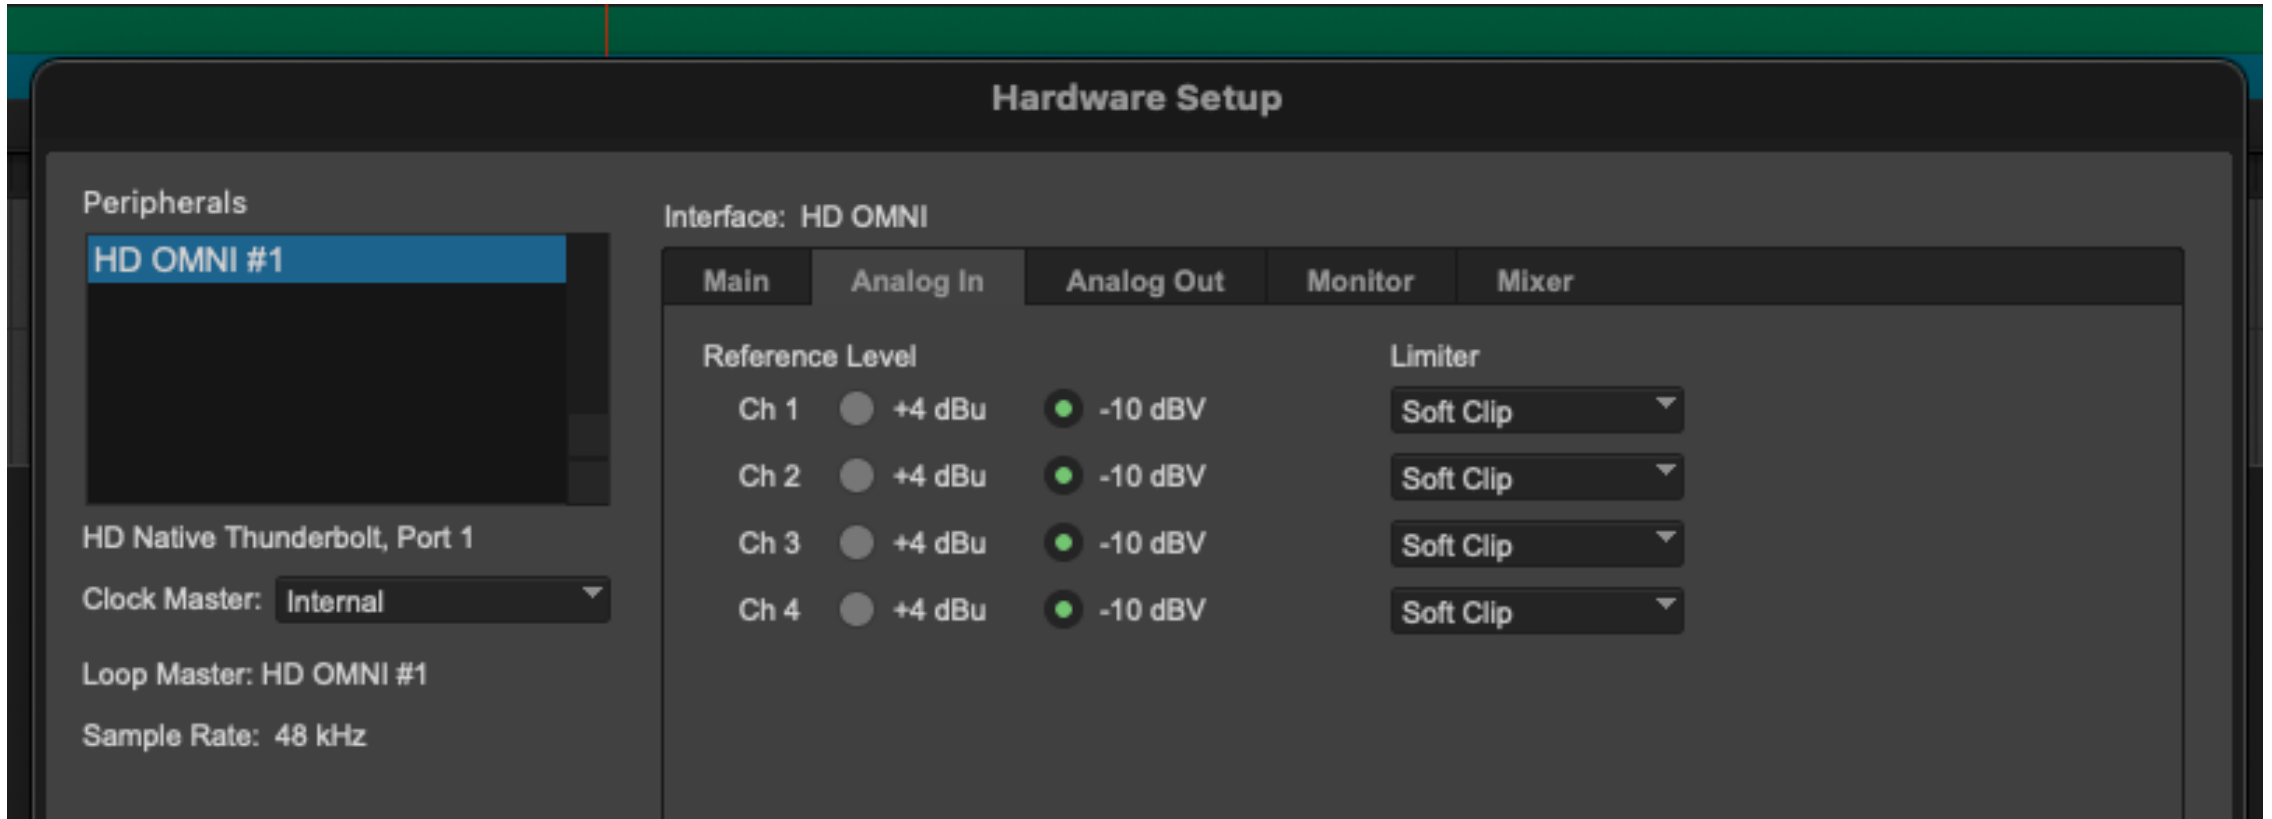 Hardware Setup
Peripherals
HD OMNI #1
HD Native Thunderbolt, Port 1
Clock Master: Internal
Loop Master: HD OMNI #1
Sample Rate: 48 kHz
Interface: HD OMNI
Main Analog In Analog Out Monitor Mixer
Reference Level Limiter
Ch 1 +4 dBu -10 dBV Soft Clip
Ch 2 +4 dBu -10 dBV Soft Clip
Ch 3 +4 dBu -10 dBV Soft Clip
Ch 4 +4 dBu -10 dBV Soft Clip